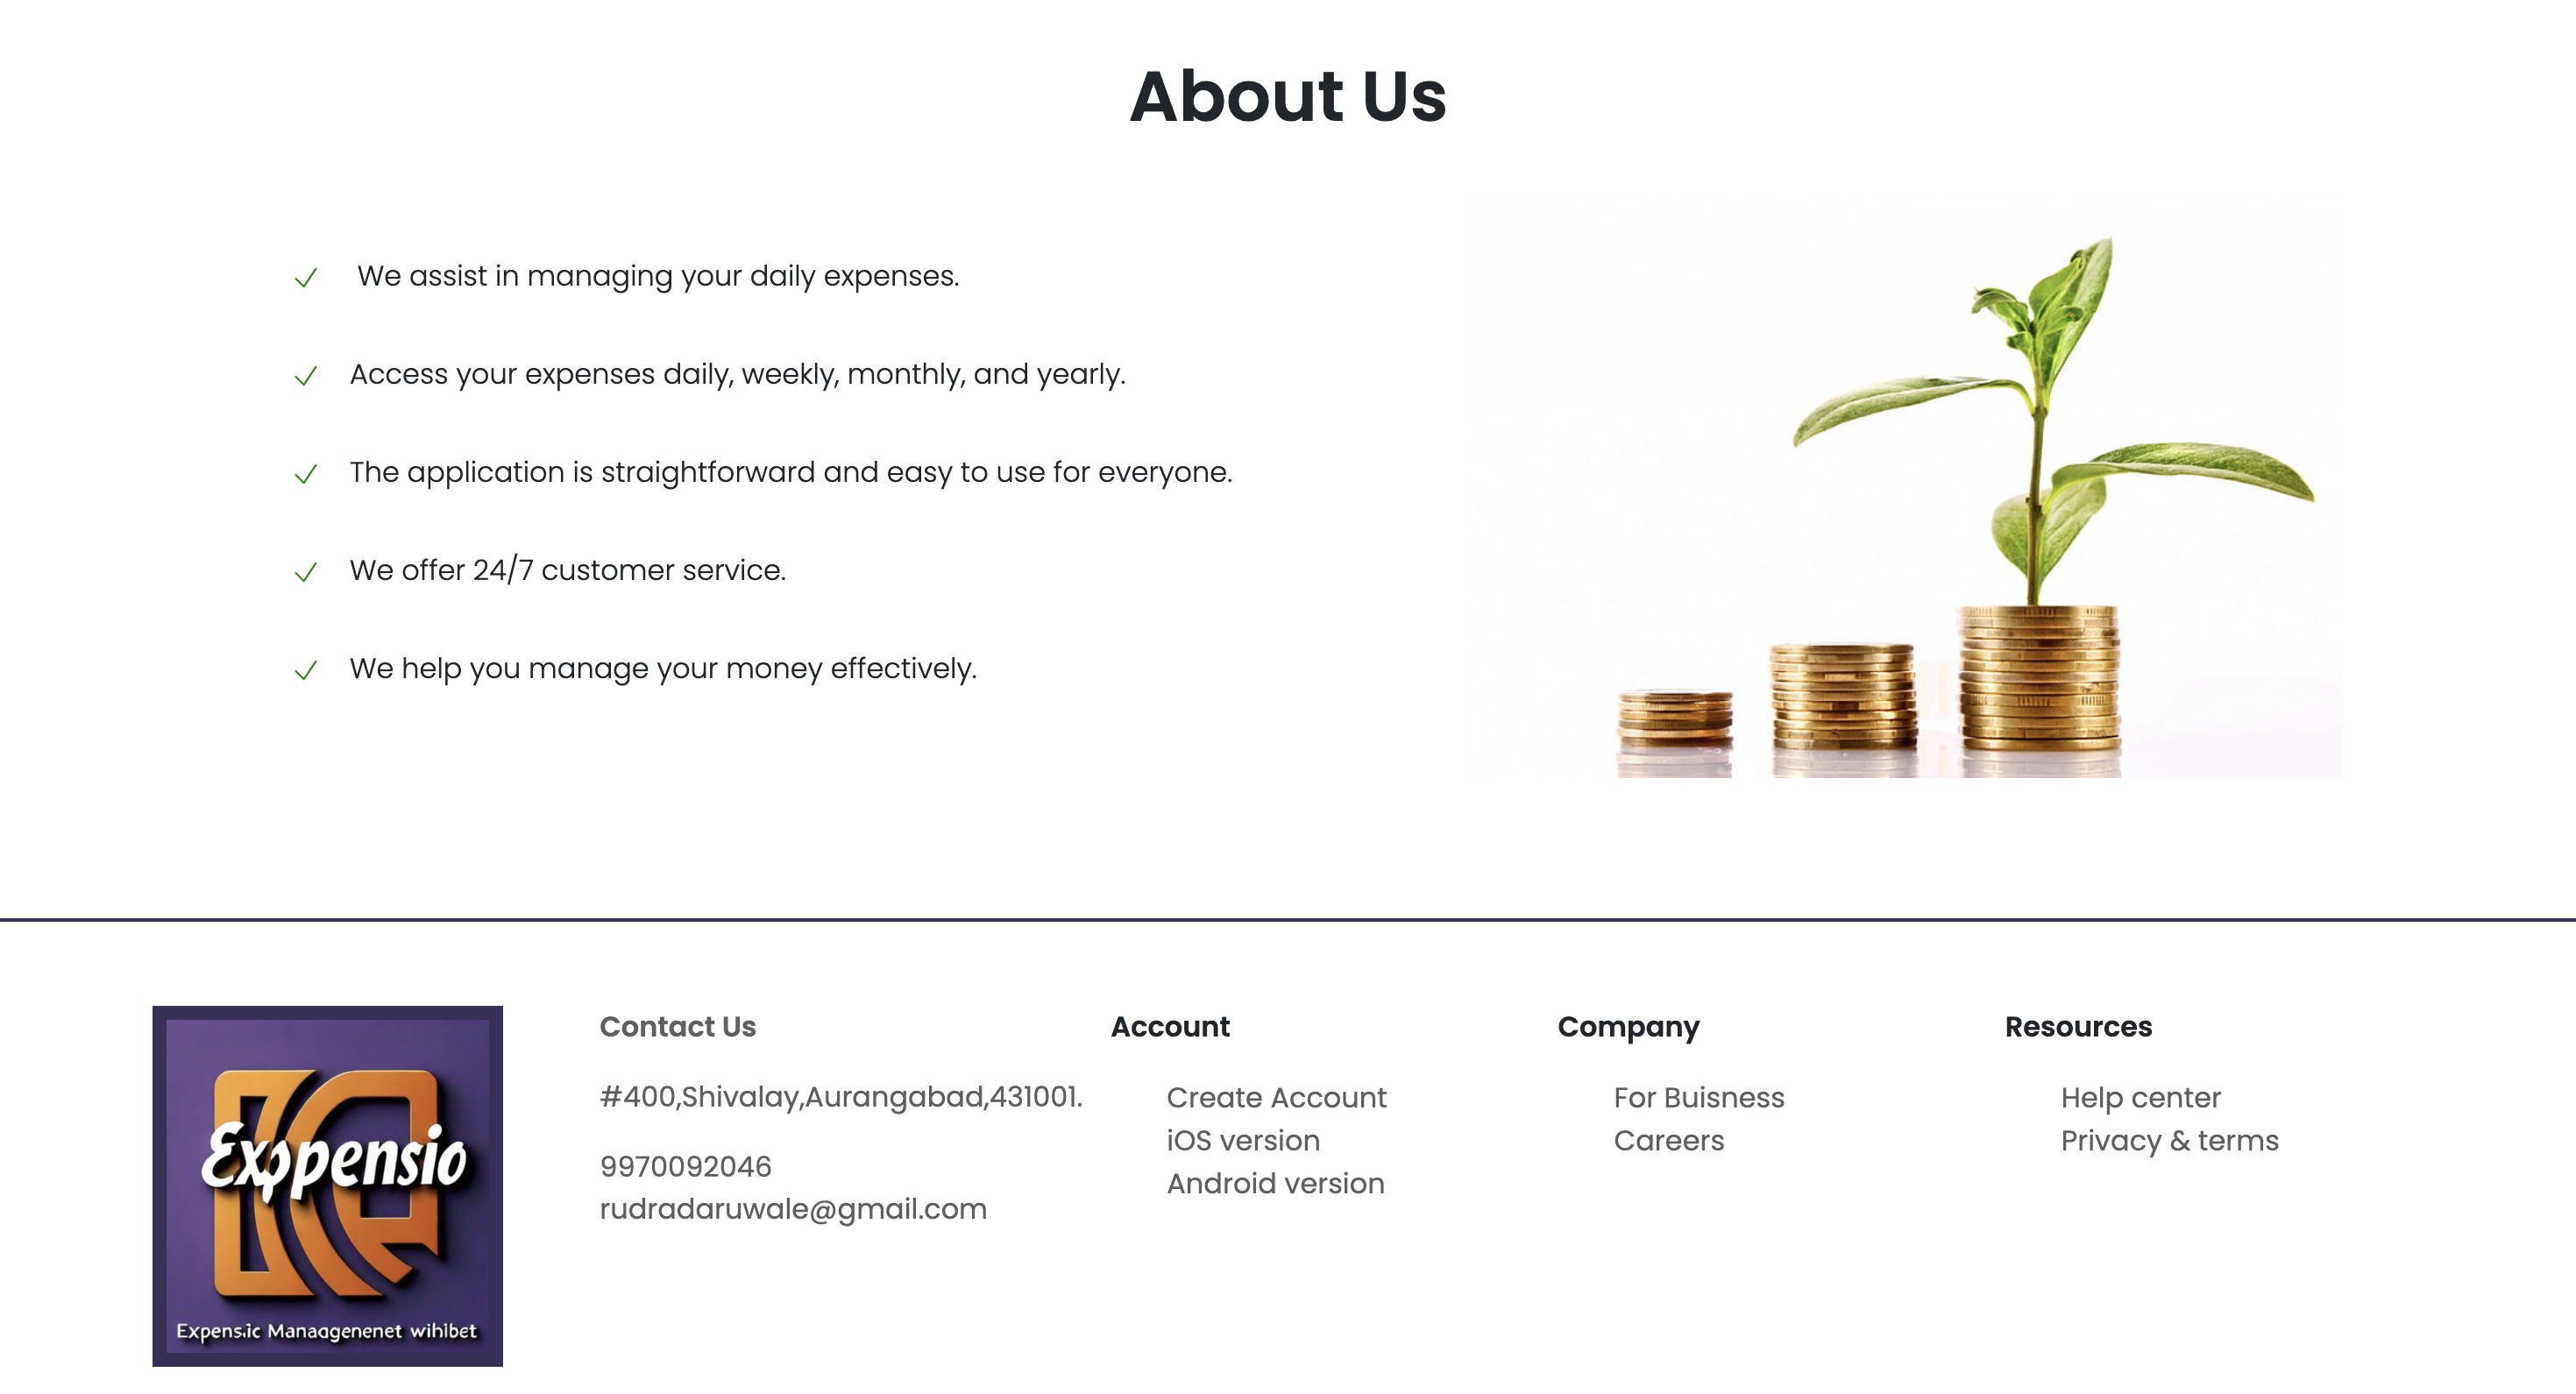 About Us
We assist in managing your daily expenses.
Access your expenses daily, weekly, monthly, and yearly.
The application is straightforward and easy to use for everyone.
We offer 24/7 customer service.
We help you manage your money effectively.
Exppensio
Expens.ic Manaagenenet wihibet
Contact Us
#400,Shivalay,Aurangabad,431001.
9970092046
rudradaruwale@gmail.com
Account
Create Account
iOS version
Android version
Company
For Buisness
Careers
Resources
Help center
Privacy & terms